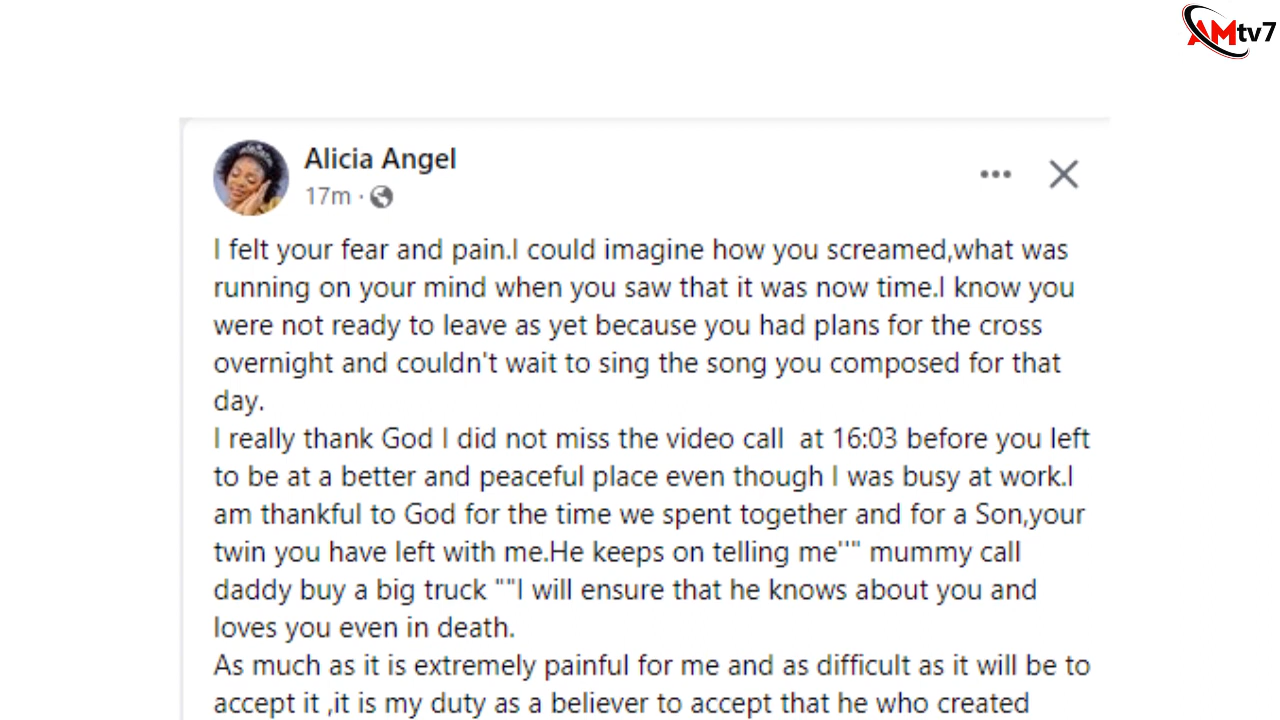 AMtv7
Alicia Angel
17m ·
I felt your fear and pain.I could imagine how you screamed,what was
running on your mind when you saw that it was now time.I know you
were not ready to leave as yet because you had plans for the cross
overnight and couldn't wait to sing the song you composed for that
day.
I really thank God I did not miss the video call  at 16:03 before you left
to be at a better and peaceful place even though I was busy at work.I
am thankful to God for the time we spent together and for a Son,your
twin you have left with me.He keeps on telling me''" mummy call
daddy buy a big truck ""I will ensure that he knows about you and
loves you even in death.
As much as it is extremely painful for me and as difficult as it will be to
accept it ,it is my duty as a believer to accept that he who created